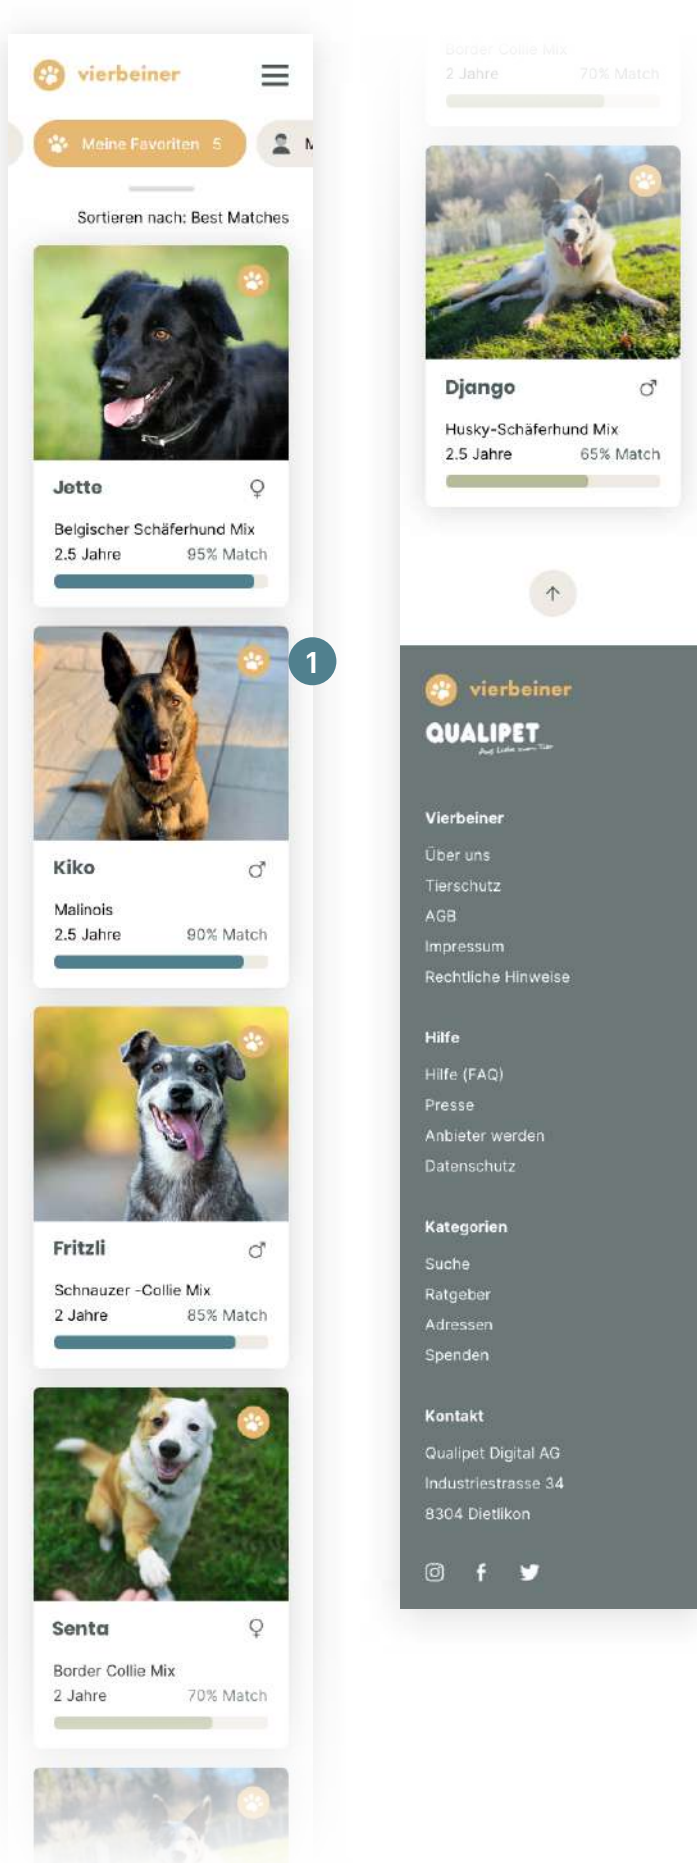 vierbeiner
Meine Favoriten 5
M
Sortieren nach: Best Matches
Jette
Belgischer Schäferhund Mix
2.5 Jahre 95% Match
1
Kiko
Malinois
2.5 Jahre 90% Match
Fritzli
Schnauzer -Collie Mix
2 Jahre 85% Match
Senta
Border Collie Mix
2 Jahre 70% Match
Border Collie Mix
2 Jahre 70% Match
Django
Husky-Schäferhund Mix
2.5 Jahre 65% Match
vierbeiner
QUALIPET
Aus Liebe zum Tier
Vierbeiner
Über uns
Tierschutz
AGB
Impressum
Rechtliche Hinweise
Hilfe
Hilfe (FAQ)
Presse
Anbieter werden
Datenschutz
Kategorien
Suche
Ratgeber
Adressen
Spenden
Kontakt
Qualipet Digital AG
Industriestrasse 34
8304 Dietlikon